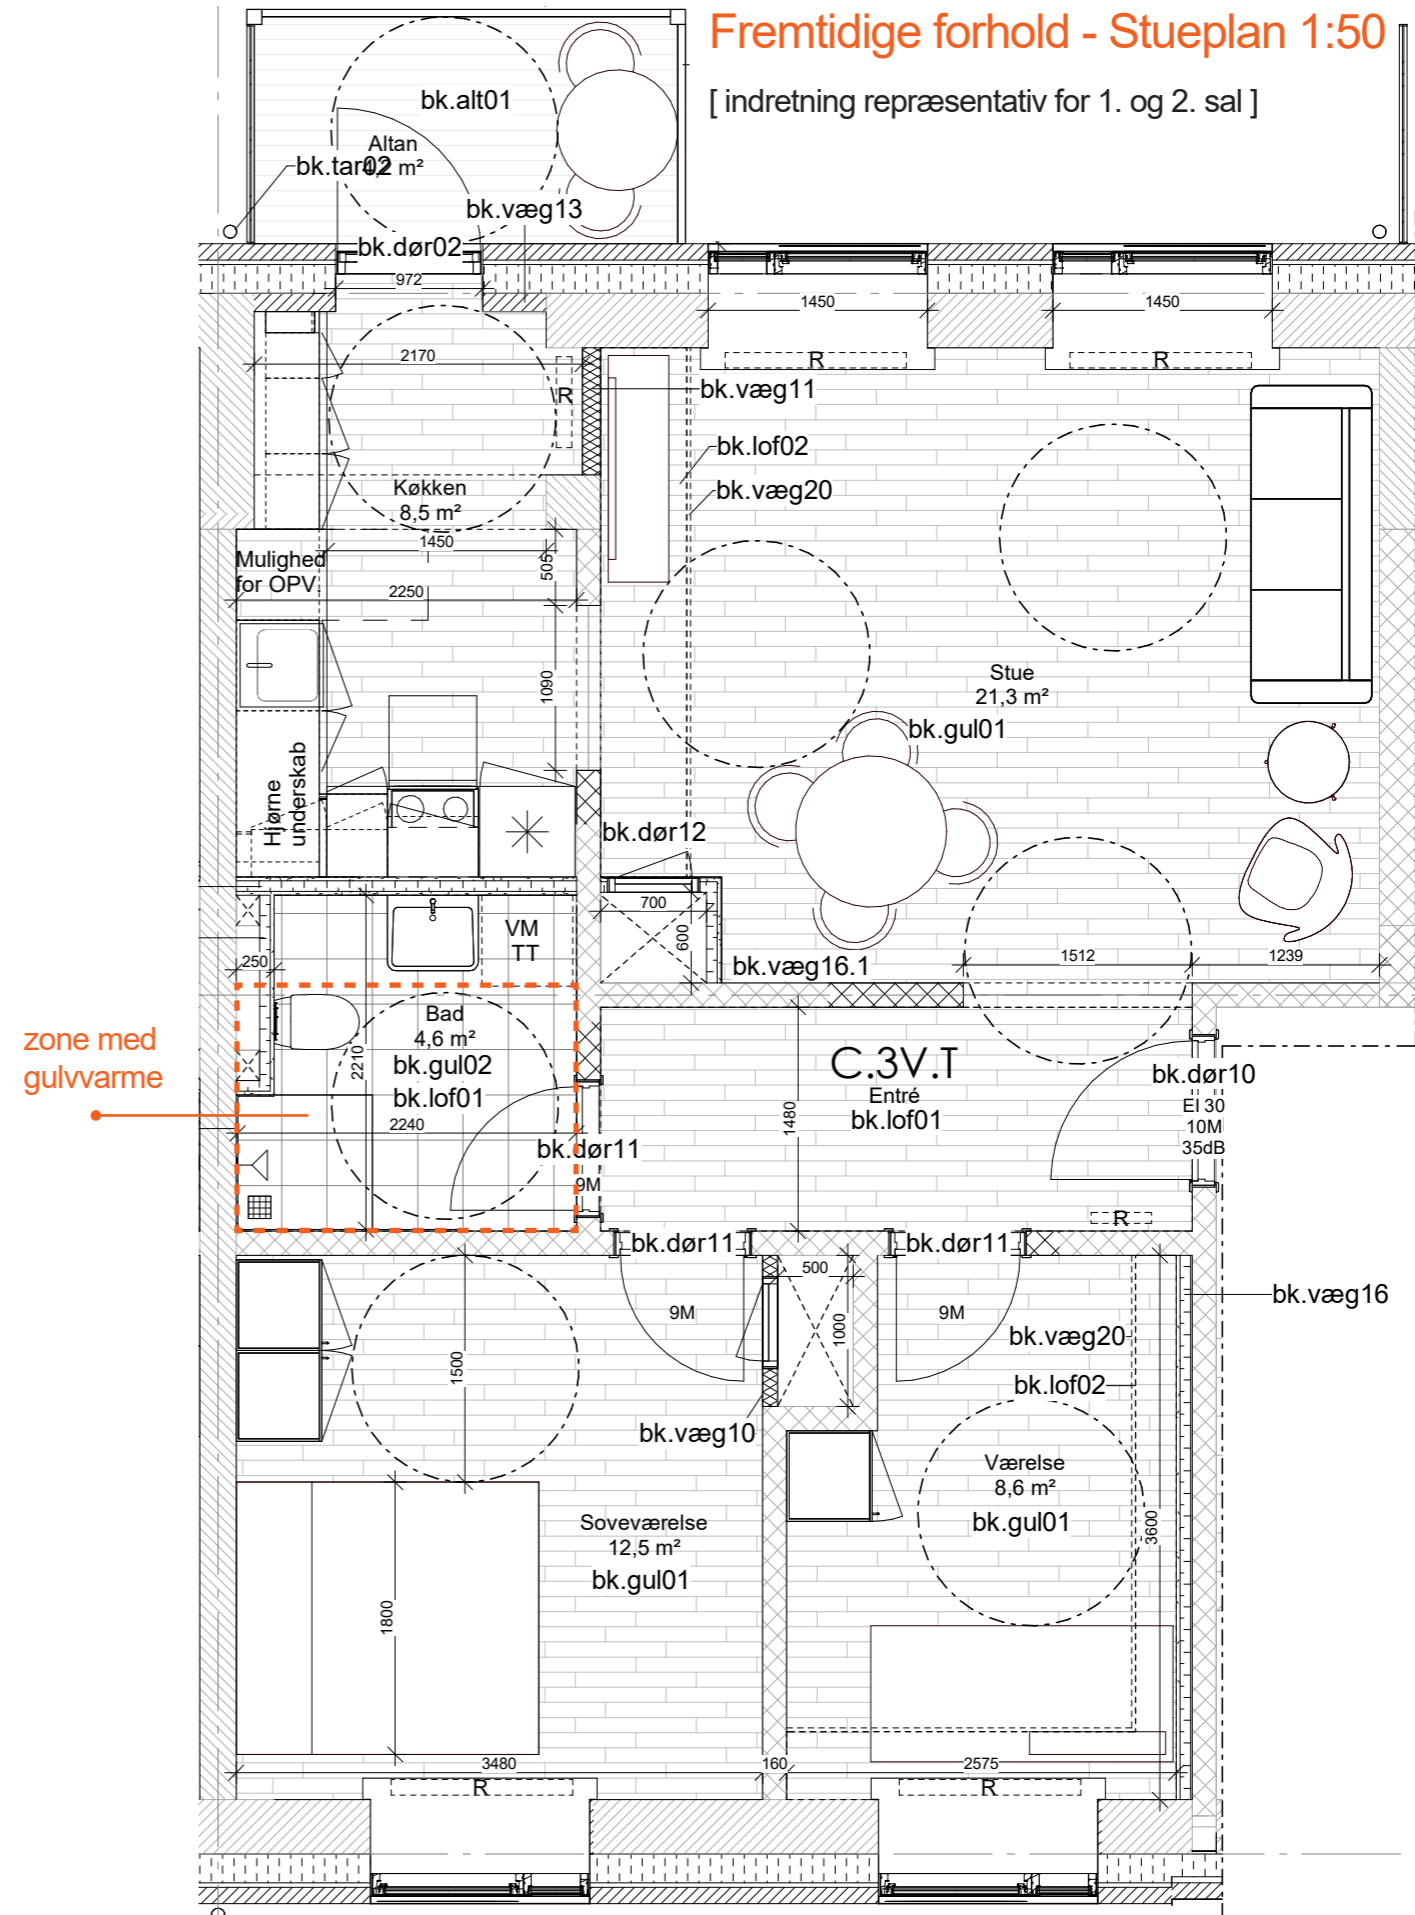 Fremtidige forhold - Stueplan 1:50
[ indretning repræsentativ for 1. og 2. sal ]
bk.alt01
Altan
4,2 m²
bk.tar02
bk.væg13
bk.dør02
972
1450
1450
2170
R
R
R
bk.væg11
bk.lof02
bk.væg20
Køkken
8,5 m²
1450
505
Mulighed
for OPV.
2250
1090
Stue
21,3 m²
bk.gul01
Hjørne
underskab
bk.dør12
700
600
VM
TT
250
bk.væg16.1
1512
1239
zone med
gulvvarme
Bad
4,6 m²
bk.gul02
bk.lof01
2210
2240
bk.dør11
9M
C.3V.T
Entré
bk.lof01
1480
bk.dør10
EI 30
10M
35dB
R
bk.dør11
bk.dør11
500
9M
9M
1000
1500
bk.væg16
bk.væg20
bk.lof02
bk.væg10
Værelse
8,6 m²
bk.gul01
3600
Soveværelse
12,5 m²
bk.gul01
1800
3480
160
2575
R
R